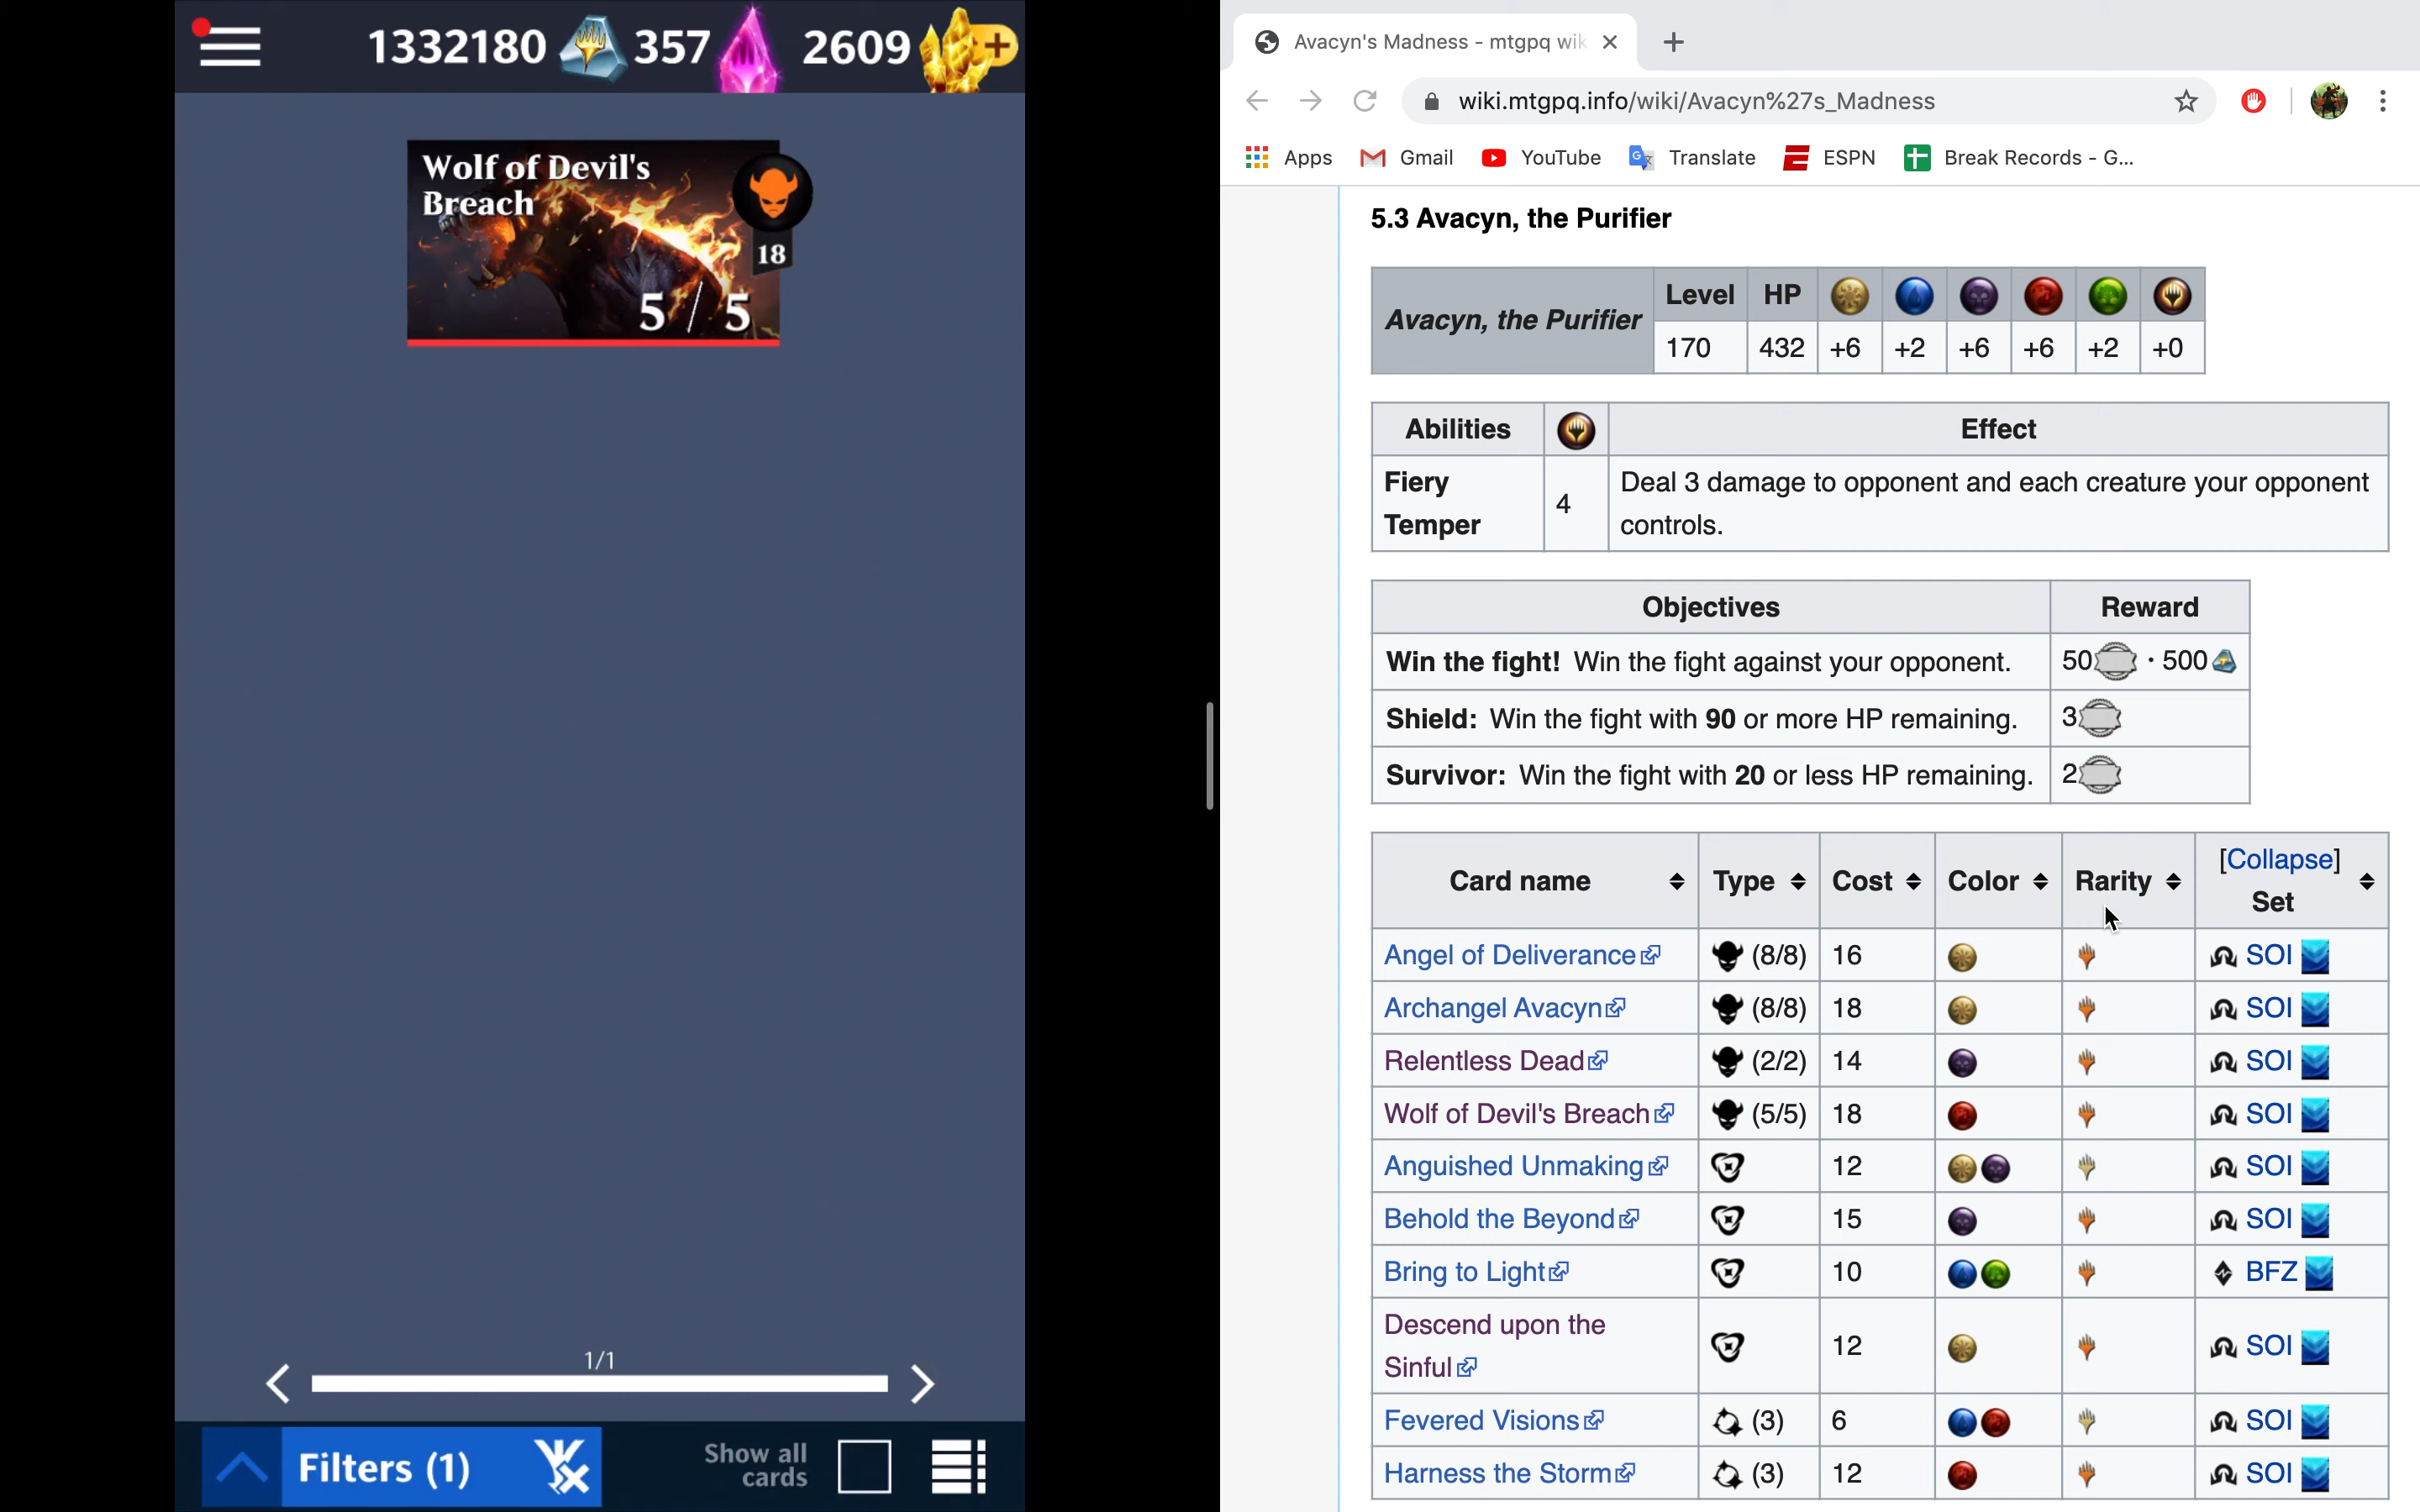 1332180 357 2609 +
Wolf of Devil's
Breach
18
5 / 5
1/1
Filters (1)
Show all
cards
Avacyn's Madness - mtgpq wik
wiki.mtgpq.info/wiki/Avacyn%27s_Madness
Apps Gmail YouTube Translate ESPN Break Records - G...
5.3 Avacyn, the Purifier
Avacyn, the Purifier
Level HP
170 432 +6 +2 +6 +6 +2 +0
Abilities Effect
Fiery
Temper
4
Deal 3 damage to opponent and each creature your opponent
controls.
Objectives Reward
Win the fight! Win the fight against your opponent. 50 · 500
Shield: Win the fight with 90 or more HP remaining. 3
Survivor: Win the fight with 20 or less HP remaining. 2
Card name Type Cost Color Rarity [Collapse]
Set
Angel of Deliverance (8/8) 16 SOI
Archangel Avacyn (8/8) 18 SOI
Relentless Dead (2/2) 14 SOI
Wolf of Devil's Breach (5/5) 18 SOI
Anguished Unmaking 12 SOI
Behold the Beyond 15 SOI
Bring to Light 10 BFZ
Descend upon the
Sinful 12 SOI
Fevered Visions (3) 6 SOI
Harness the Storm (3) 12 SOI